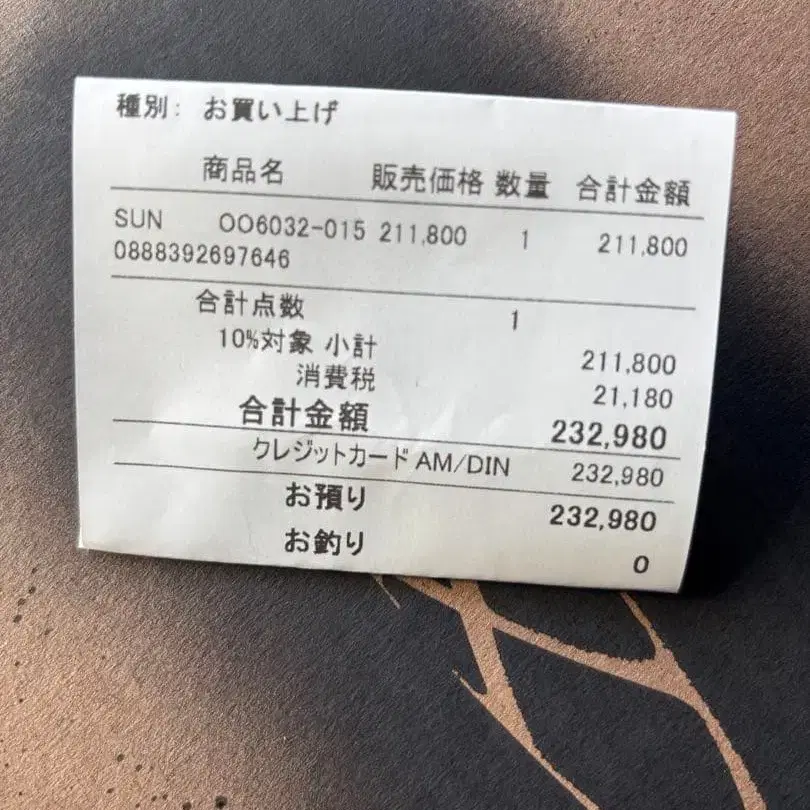 種別: お買い上げ
商品名 販売価格 数量 合計金額
SUN OO6032-015 211,800 1 211,800
0888392697646
合計点数 1
10%対象 小計 211,800
消費税 21,180
合計金額 232,980
クレジットカード AM/DIN 232,980
お預り 232,980
お釣り 0